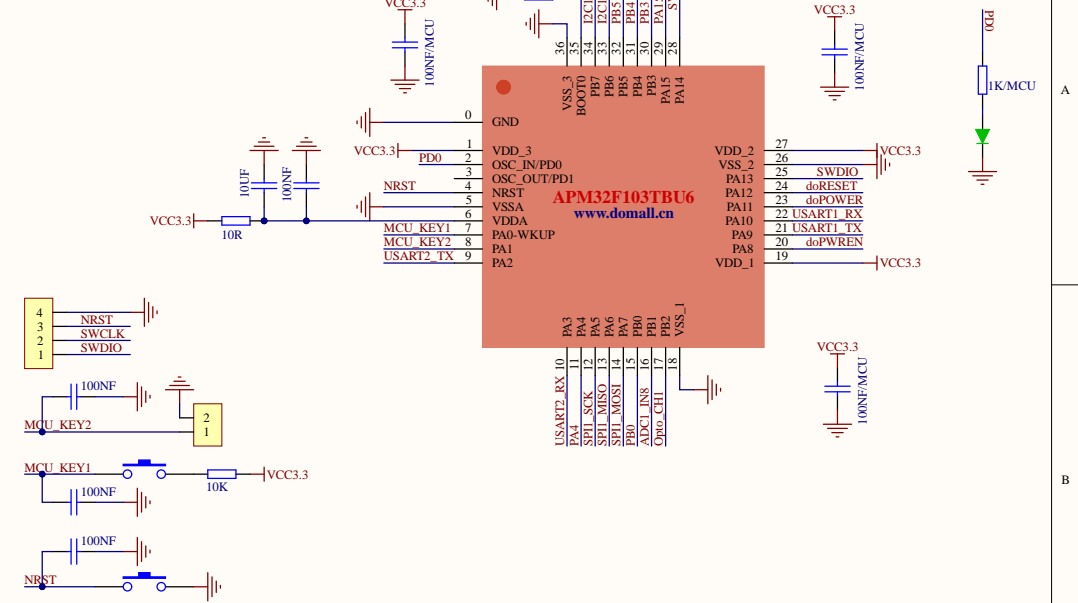 VCC3.3
100NF/MCU
I2C1
I2C1
PB5
PB4
PB3
36
35
34
33
32
31
30
29
28
VCC3.3
100NF/MCU
PD0
1K/MCU
A
VSS_3
BOOT0
PB7
PB6
PB5
PB4
PB3
PA15
PA14
0 GND
VCC3.3 1 VDD_3
PD0 2 OSC_IN/PD0
3 OSC_OUT/PD1
NRST 4 NRST
5 VSSA
6 VDDA
MCU_KEY1 7 PA0-WKUP
MCU_KEY2 8 PA1
USART2_TX 9 PA2
10UF
100NF
VCC3.3
10R
APM32F103TBU6
www.domall.cn
VDD_2 27 VCC3.3
VSS_2 26
PA13 25 SWDIO
PA12 24 doRESET
PA11 23 doPOWER
PA10 22 USART1_RX
PA9 21 USART1_TX
PA8 20 doPWREN
VDD_1 19 VCC3.3
PA3
PA4
PA5
PA6
PA7
PB0
PB1
PB2
VSS_1
10
11
12
13
14
15
16
17
18
USART2_RX
PA4
SPI1_SCK
SPI1_MISO
SPI1_MOSI
PB0
ADC1_IN8
Opto_CH1
4
3 NRST
2 SWCLK
1 SWDIO
100NF
MCU_KEY2
2
1
MCU_KEY1
10K
VCC3.3
100NF
100NF
NRST
VCC3.3
100NF/MCU
B